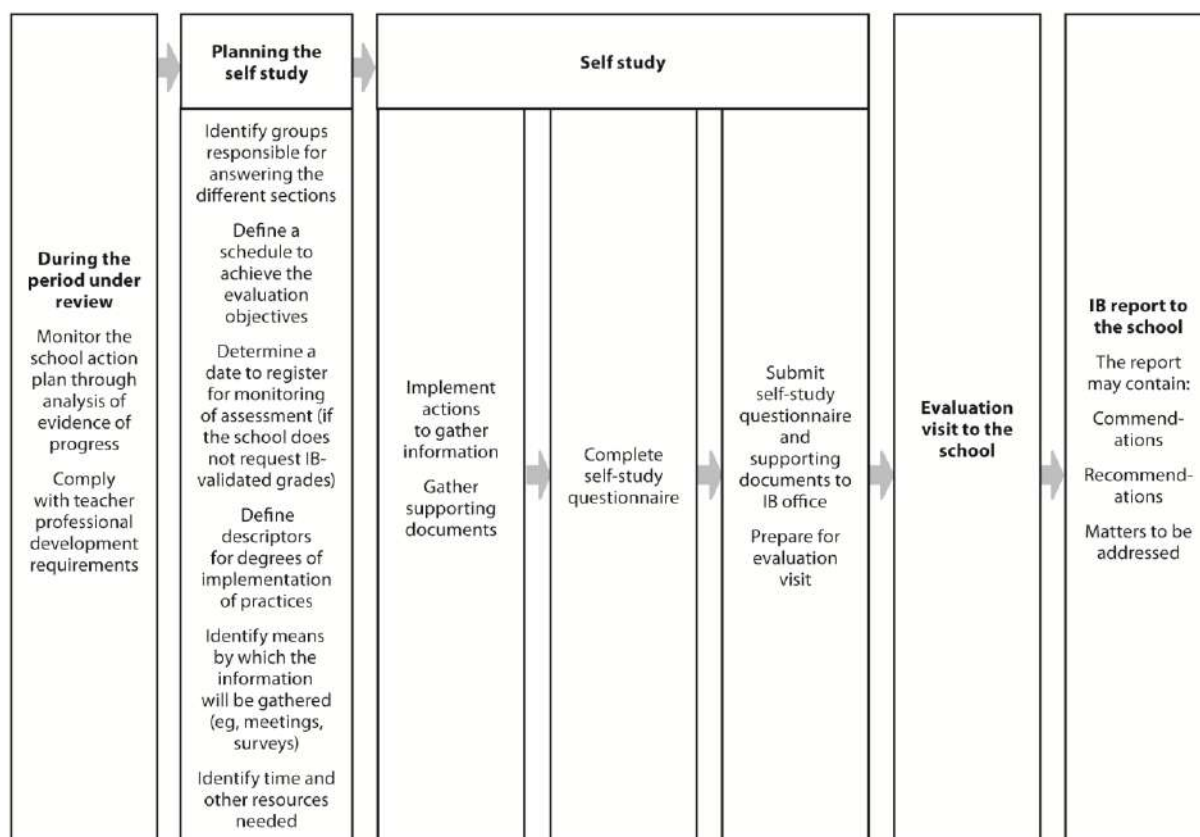 During the
period under
review
Monitor the
school action
plan through
analysis of
evidence of
progress
Comply
with teacher
professional
development
requirements
Planning the
self study
Identify groups
responsible for
answering the
different sections
Define a
schedule to
achieve the
evaluation
objectives
Determine a
date to register
for monitoring
of assessment (if
the school does
not request IB-
validated grades)
Define
descriptors
for degrees of
implementation
of practices
Identify means
by which the
information
will be gathered
(eg, meetings,
surveys)
Identify time and
other resources
needed
Self study
Implement
actions
to gather
information
Gather
supporting
documents
Complete
self-study
questionnaire
Submit
self-study
questionnaire
and
supporting
documents to
IB office
Prepare for
evaluation
visit
Evaluation
visit to the
school
IB report to
the school
The report
may contain:
Commend-
ations
Recommend-
ations
Matters to be
addressed